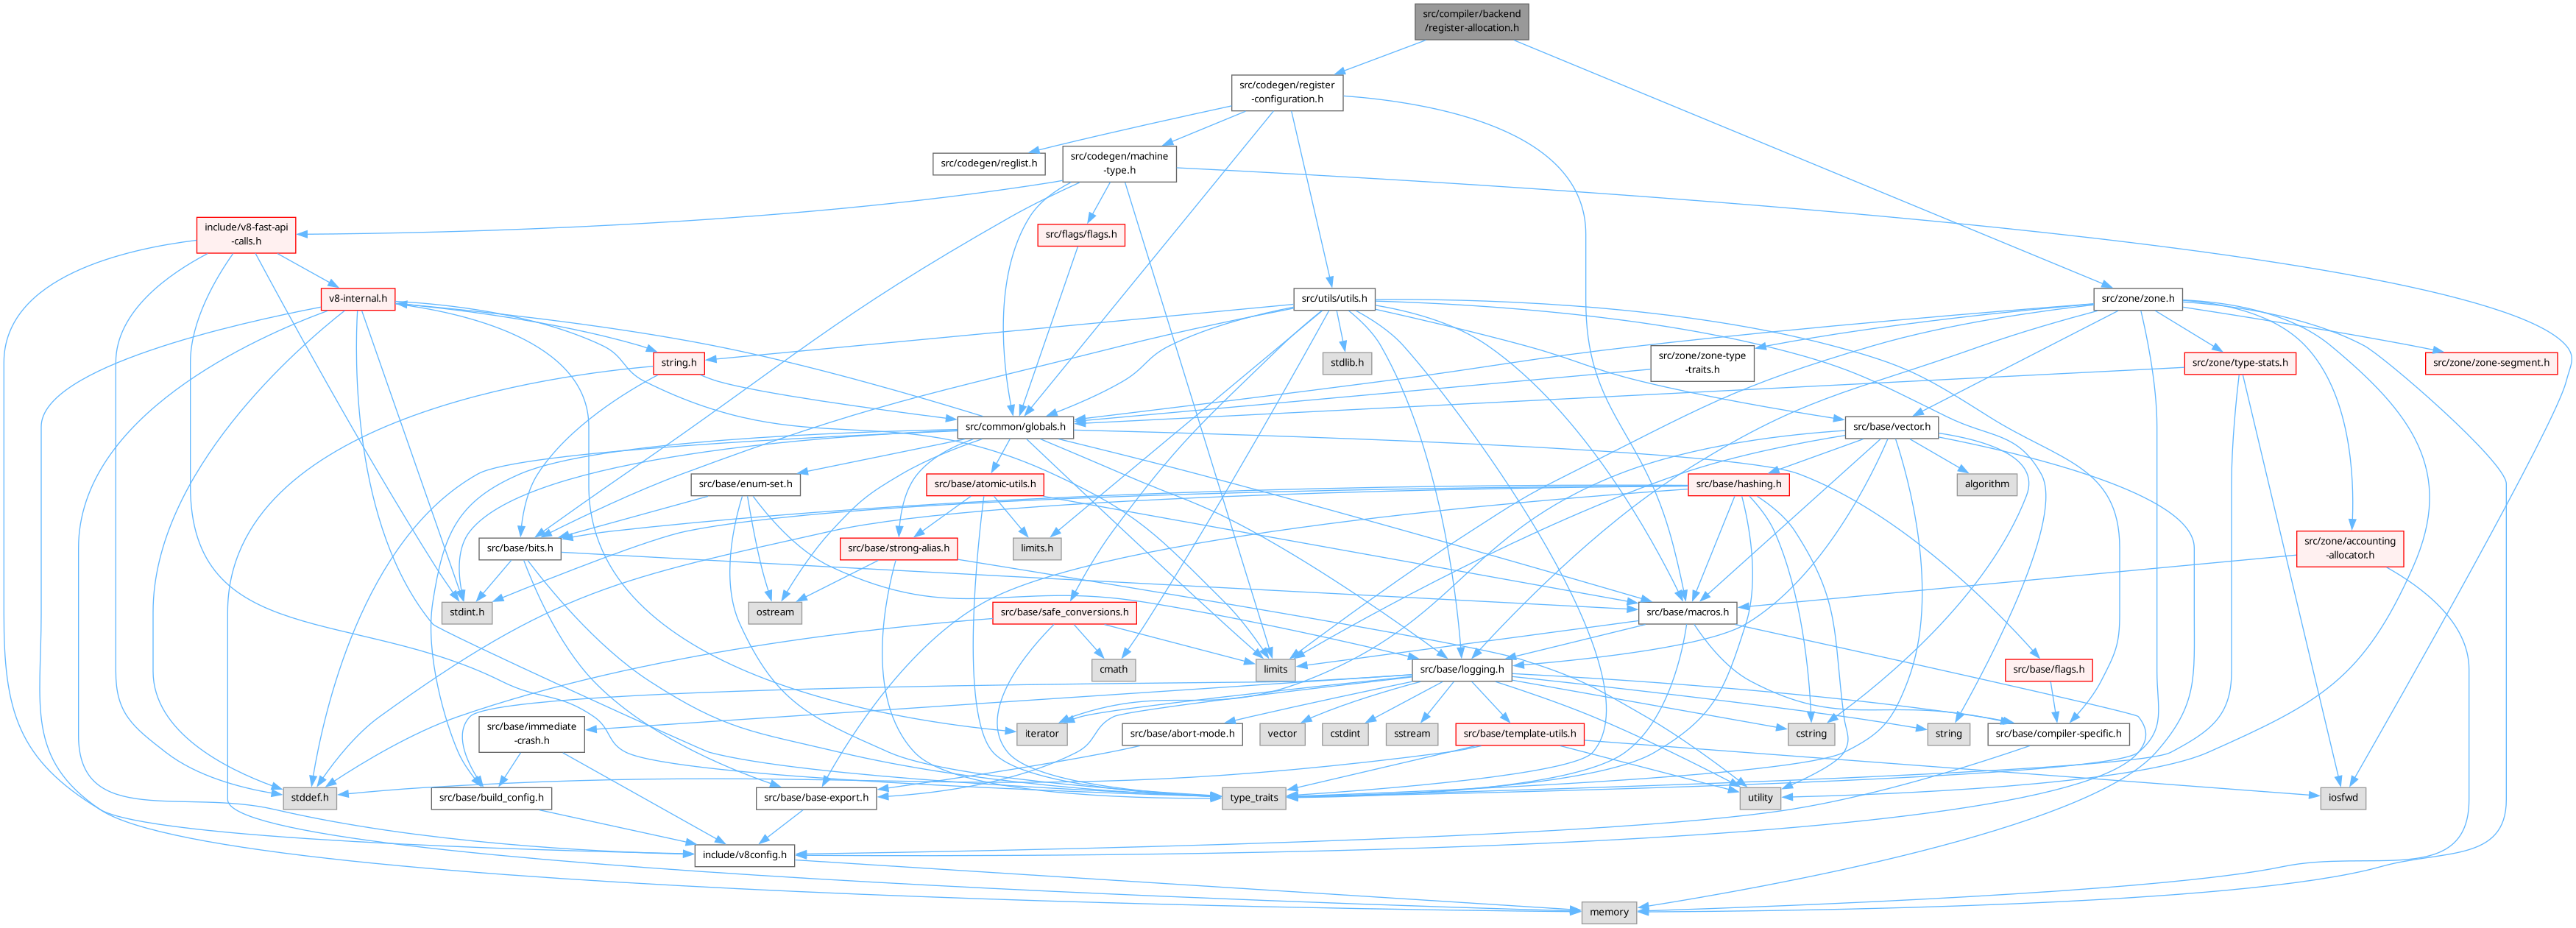 src/compiler/backend
/register-allocation.h
src/codegen/register
-configuration.h
src/codegen/reglist.h
src/codegen/machine
-type.h
include/v8-fast-api
-calls.h
src/flags/flags.h
v8-internal.h
src/utils/utils.h
src/zone/zone.h
string.h
stdlib.h
src/zone/zone-type
-traits.h
src/zone/type-stats.h
src/zone/zone-segment.h
src/common/globals.h
src/base/vector.h
src/base/enum-set.h
src/base/atomic-utils.h
src/base/hashing.h
algorithm
src/base/bits.h
src/base/strong-alias.h
limits.h
src/zone/accounting
-allocator.h
stdint.h
ostream
src/base/safe_conversions.h
src/base/macros.h
cmath
limits
src/base/logging.h
src/base/flags.h
src/base/immediate
-crash.h
iterator
src/base/abort-mode.h
vector
cstdint
sstream
src/base/template-utils.h
cstring
string
src/base/compiler-specific.h
stddef.h
src/base/build_config.h
src/base/base-export.h
type_traits
utility
iosfwd
include/v8config.h
memory